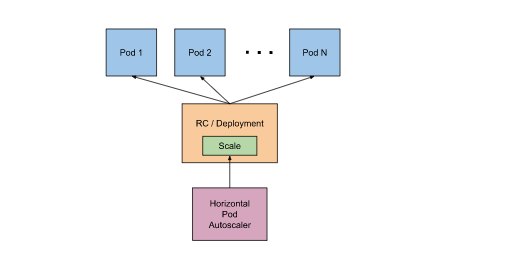 Pod 1
Pod 2
. . .
Pod N
RC / Deployment
Scale
Horizontal
Pod
Autoscaler